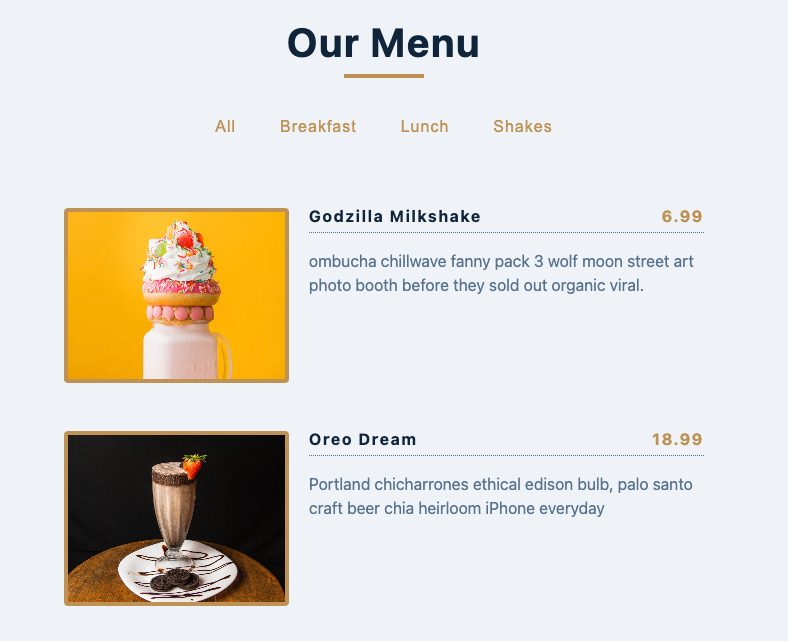 Our Menu
All Breakfast Lunch Shakes
Godzilla Milkshake 6.99
ombucha chillwave fanny pack 3 wolf moon street art
photo booth before they sold out organic viral.
Oreo Dream 18.99
Portland chicharrones ethical edison bulb, palo santo
craft beer chia heirloom iPhone everyday